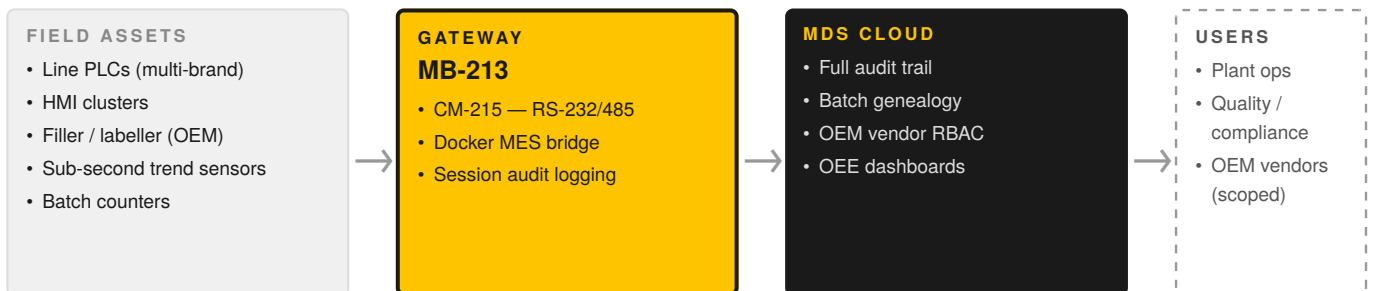 FIELD ASSETS
• Line PLCs (multi-brand)
• HMI clusters
• Filler / labeller (OEM)
• Sub-second trend sensors
• Batch counters
GATEWAY
MB-213
• CM-215 — RS-232/485
• Docker MES bridge
• Session audit logging
MDS CLOUD
• Full audit trail
• Batch genealogy
• OEM vendor RBAC
• OEE dashboards
USERS
• Plant ops
• Quality /
compliance
• OEM vendors
(scoped)